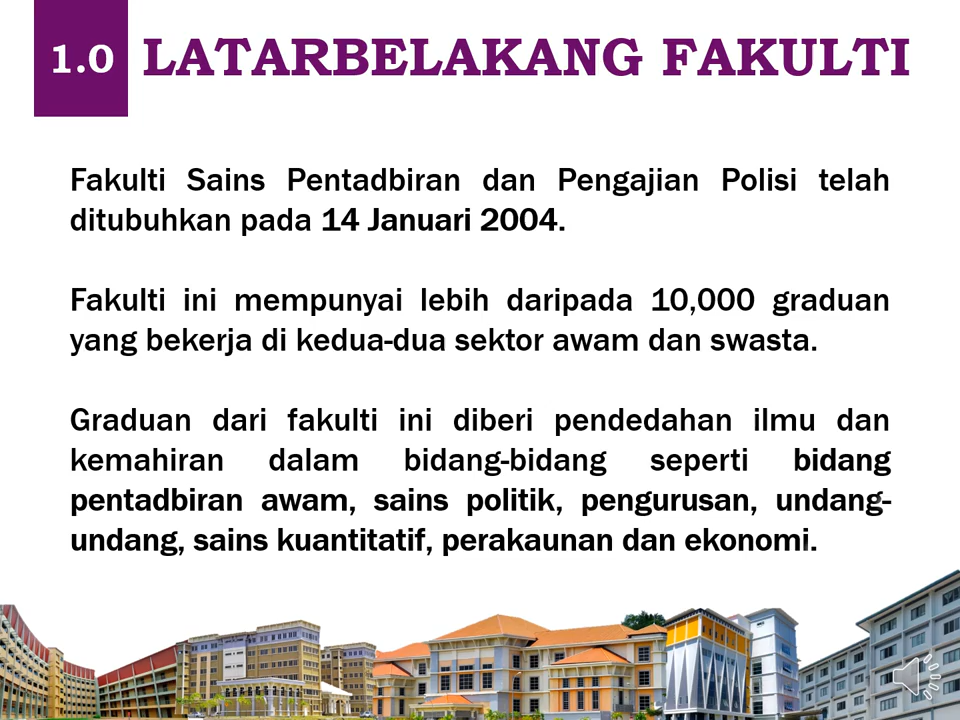 1.0
LATARBELAKANG FAKULTI
Fakulti Sains Pentadbiran dan Pengajian Polisi telah
ditubuhkan pada 14 Januari 2004.
Fakulti ini mempunyai lebih daripada 10,000 graduan
yang bekerja di kedua-dua sektor awam dan swasta.
Graduan dari fakulti ini diberi pendedahan ilmu dan
kemahiran dalam bidang-bidang seperti bidang
pentadbiran awam, sains politik, pengurusan, undang-
undang, sains kuantitatif, perakaunan dan ekonomi.